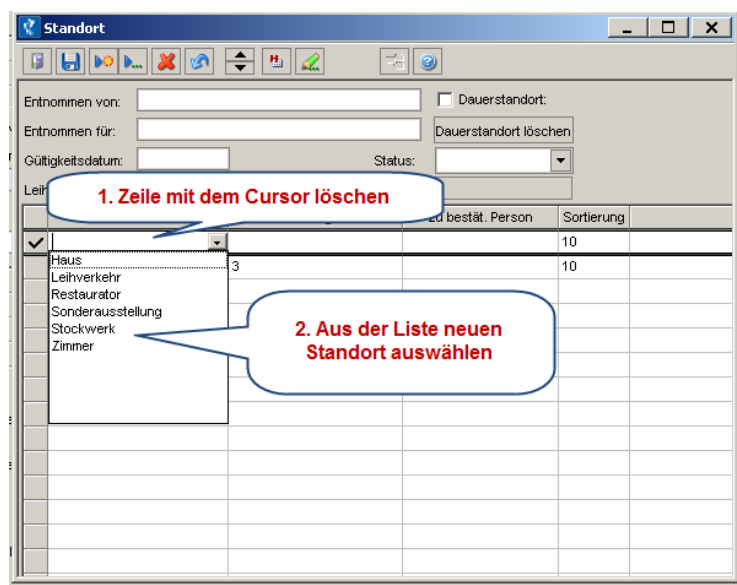 Standort
Entnommen von:
Dauerstandort:
Entnommen für:
Dauerstandort löschen
Gültigkeitsdatum:
Status:
Leih
1. Zeile mit dem Cursor löschen
zu bestät. Person
Sortierung
10
Haus
3
10
Leihverkehr
Restaurator
Sonderausstellung
Stockwerk
Zimmer
2. Aus der Liste neuen
Standort auswählen